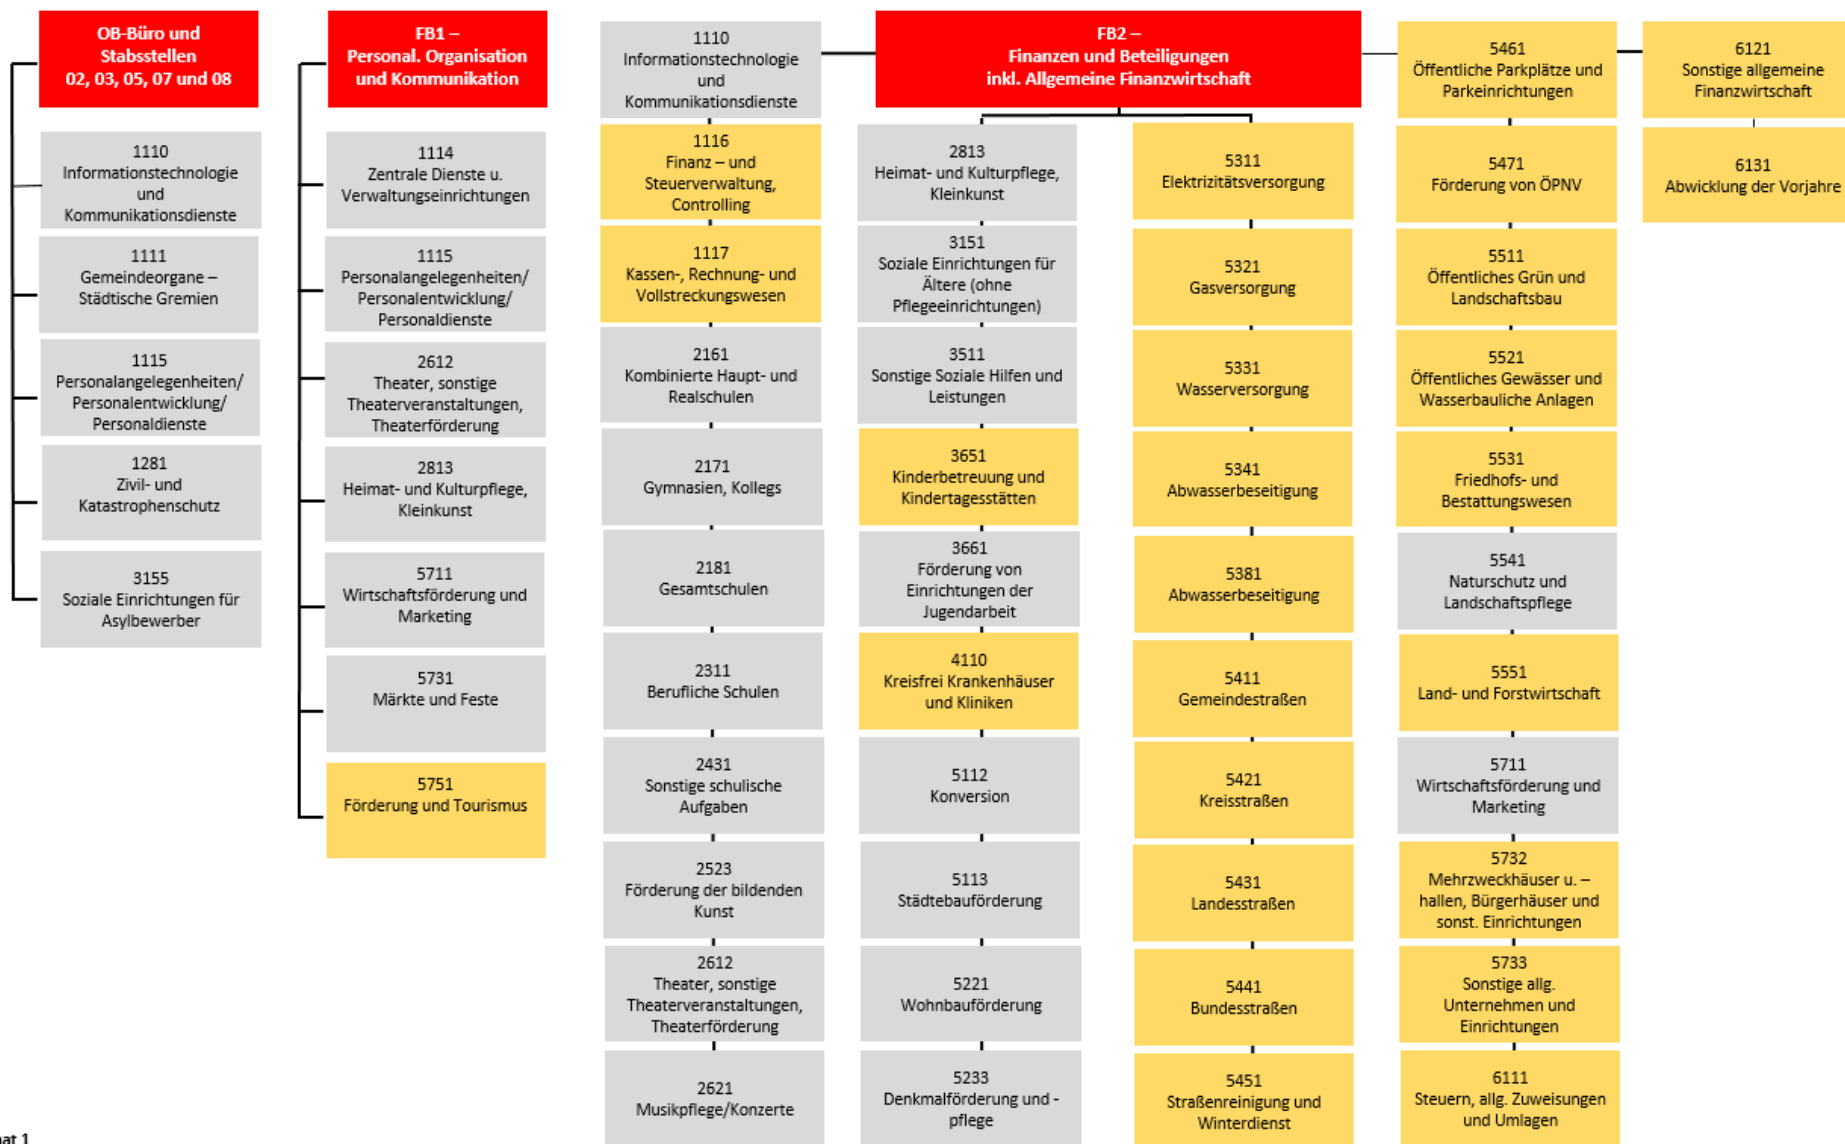 OB-Büro und
Stabsstellen
02, 03, 05, 07 und 08
1110
Informationstechnologie
und
Kommunikationsdienste
1111
Gemeindeorgane –
Städtische Gremien
1115
Personalangelegenheiten/
Personalentwicklung/
Personaldienste
1281
Zivil- und
Katastrophenschutz
3155
Soziale Einrichtungen für
Asylbewerber
FB1 –
Personal. Organisation
und Kommunikation
1114
Zentrale Dienste u.
Verwaltungseinrichtungen
1115
Personalangelegenheiten/
Personalentwicklung/
Personaldienste
2612
Theater, sonstige
Theaterveranstaltungen,
Theaterförderung
2813
Heimat- und Kulturpflege,
Kleinkunst
5711
Wirtschaftsförderung und
Marketing
5731
Märkte und Feste
5751
Förderung und Tourismus
FB2 –
Finanzen und Beteiligungen
inkl. Allgemeine Finanzwirtschaft
1110
Informationstechnologie
und
Kommunikationsdienste
1116
Finanz – und
Steuerverwaltung,
Controlling
1117
Kassen-, Rechnung- und
Vollstreckungswesen
2161
Kombinierte Haupt- und
Realschulen
2171
Gymnasien, Kollegs
2181
Gesamtschulen
2311
Berufliche Schulen
2431
Sonstige schulische
Aufgaben
2523
Förderung der bildenden
Kunst
2612
Theater, sonstige
Theaterveranstaltungen,
Theaterförderung
2621
Musikpflege/Konzerte
2813
Heimat- und Kulturpflege,
Kleinkunst
3151
Soziale Einrichtungen für
Ältere (ohne
Pflegeeinrichtungen)
3511
Sonstige Soziale Hilfen und
Leistungen
3651
Kinderbetreuung und
Kindertagesstätten
3661
Förderung von
Einrichtungen der
Jugendarbeit
4110
Kreisfrei Krankenhäuser
und Kliniken
5112
Konversion
5113
Städtebauförderung
5221
Wohnbauförderung
5233
Denkmalförderung und -
pflege
5311
Elektrizitätsversorgung
5321
Gasversorgung
5331
Wasserversorgung
5341
Abwasserbeseitigung
5381
Abwasserbeseitigung
5411
Gemeindestraßen
5421
Kreisstraßen
5431
Landesstraßen
5441
Bundesstraßen
5451
Straßenreinigung und
Winterdienst
5461
Öffentliche Parkplätze und
Parkeinrichtungen
5471
Förderung von ÖPNV
5511
Öffentliches Grün und
Landschaftsbau
5521
Öffentliches Gewässer und
Wasserbauliche Anlagen
5531
Friedhofs- und
Bestattungswesen
5541
Naturschutz und
Landschaftspflege
5551
Land- und Forstwirtschaft
5711
Wirtschaftsförderung und
Marketing
5732
Mehrzweckhäuser u. –
hallen, Bürgerhäuser und
sonst. Einrichtungen
5733
Sonstige allg.
Unternehmen und
Einrichtungen
6111
Steuern, allg. Zuweisungen
und Umlagen
6121
Sonstige allgemeine
Finanzwirtschaft
6131
Abwicklung der Vorjahre